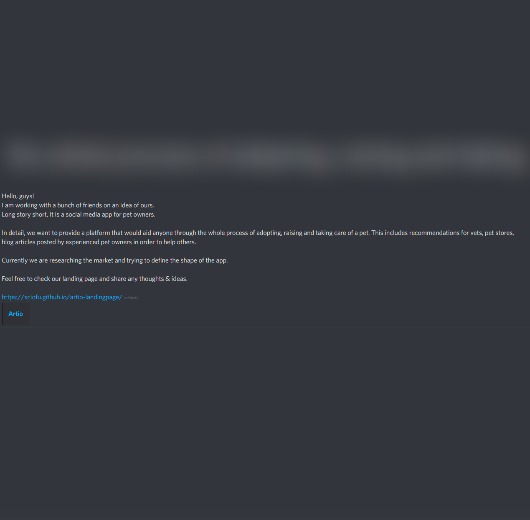 Hello, guys!
I am working with a bunch of friends on an idea of ours.
Long story short, it is a social media app for pet owners.
In detail, we want to provide a platform that would aid anyone through the whole process of adopting, raising and taking care of a pet. This includes recommendations for vets, pet stores,
blog articles posted by experienced pet owners in order to help others.
Currently we are researching the market and trying to define the shape of the app.
Feel free to check our landing page and share any thoughts & ideas.
https://artiofo.github.io/artio-landingpage/ (edited)
Artio